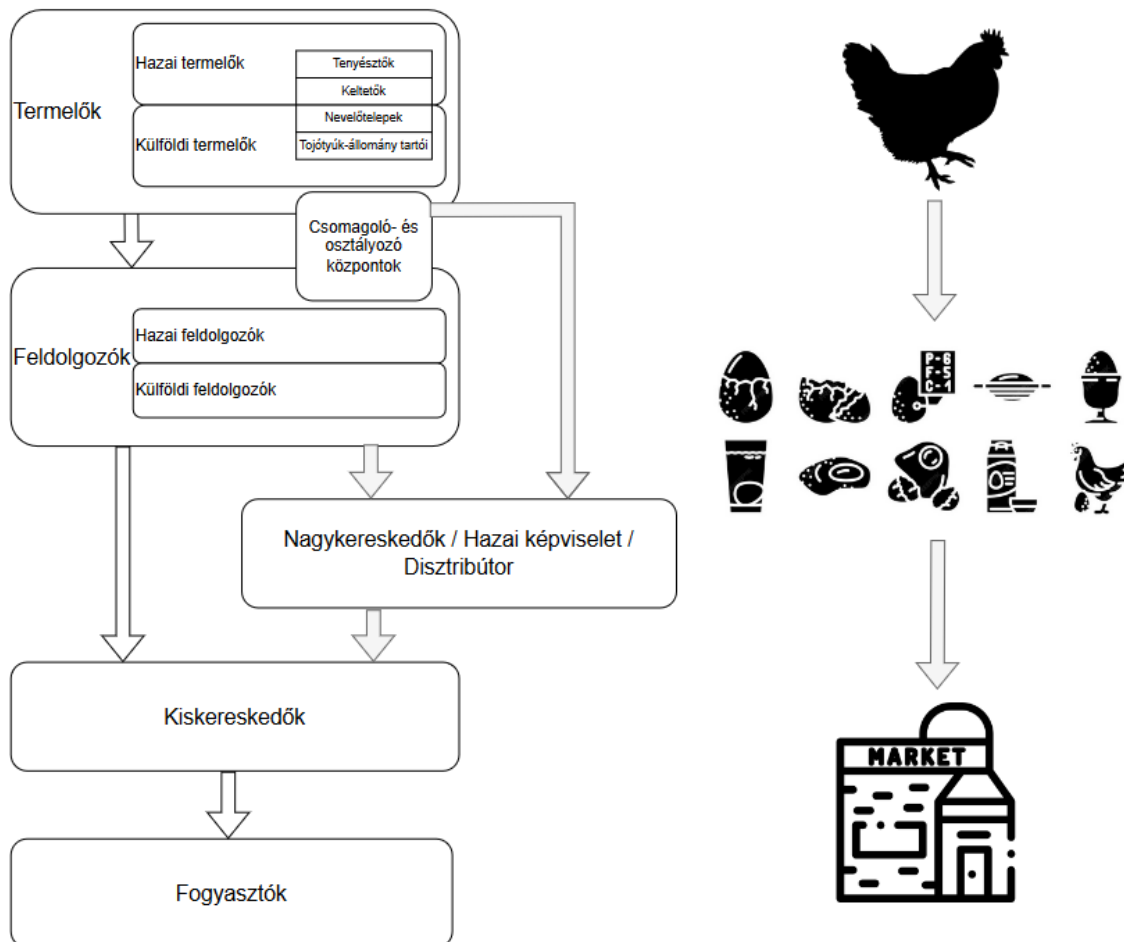 Termelők
Hazai termelők
Tenyésztők
Keltetők
Nevelőtelepek
Külföldi termelők
Tojótyúk-állomány tartói
Csomagoló- és
osztályozó
központok
Feldolgozók
Hazai feldolgozók
Külföldi feldolgozók
Nagykereskedők / Hazai képviselet /
Disztribútor
Kiskereskedők
Fogyasztók
P-6
F-5
C-1
MARKET